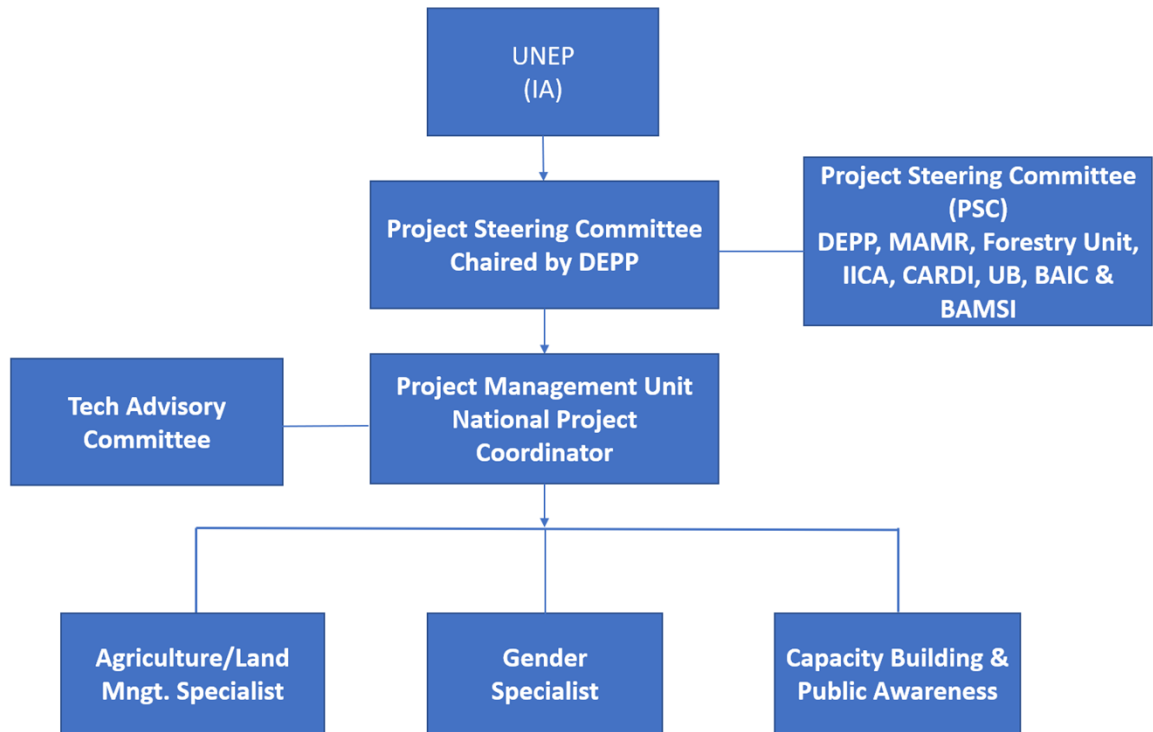 UNEP
(IA)
Project Steering Committee
Chaired by DEPP
Project Steering Committee
(PSC)
DEPP, MAMR, Forestry Unit,
IICA, CARDI, UB, BAIC &
BAMSI
Tech Advisory
Committee
Project Management Unit
National Project
Coordinator
Agriculture/Land
Mngt. Specialist
Gender
Specialist
Capacity Building &
Public Awareness